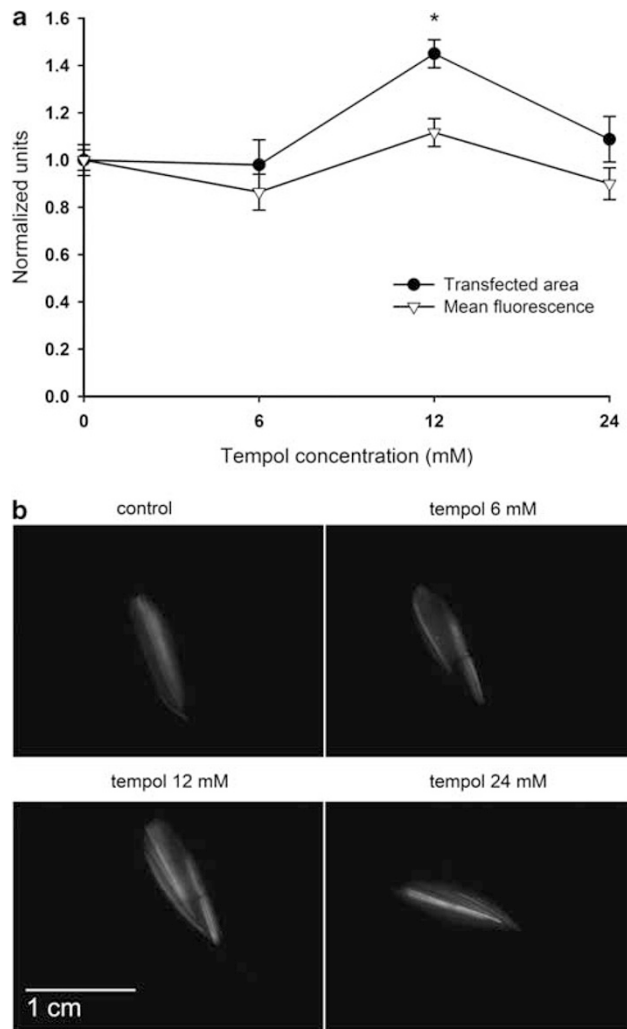 a
1.6
*
1.4
1.2
1.0
0.8
0.6
0.4
0.2
0.0
Normalized units
Transfected area
Mean fluorescence
0 6 12 24
Tempol concentration (mM)
b
control tempol 6 mM
tempol 12 mM tempol 24 mM
1 cm